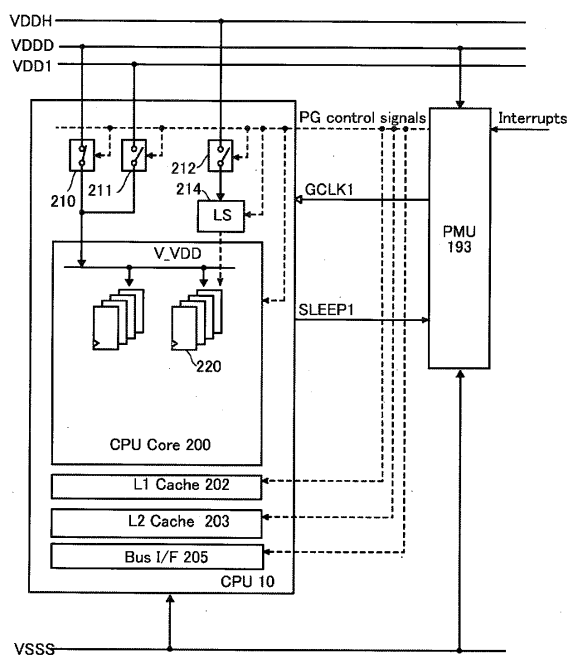 VDDH
VDDD
VDD1
PG control signals
Interrupts
210
211
212
214
LS
GCLK1
PMU
193
V_VDD
SLEEP1
220
CPU Core 200
L1 Cache 202
L2 Cache 203
Bus I/F 205
CPU 10
VSSS